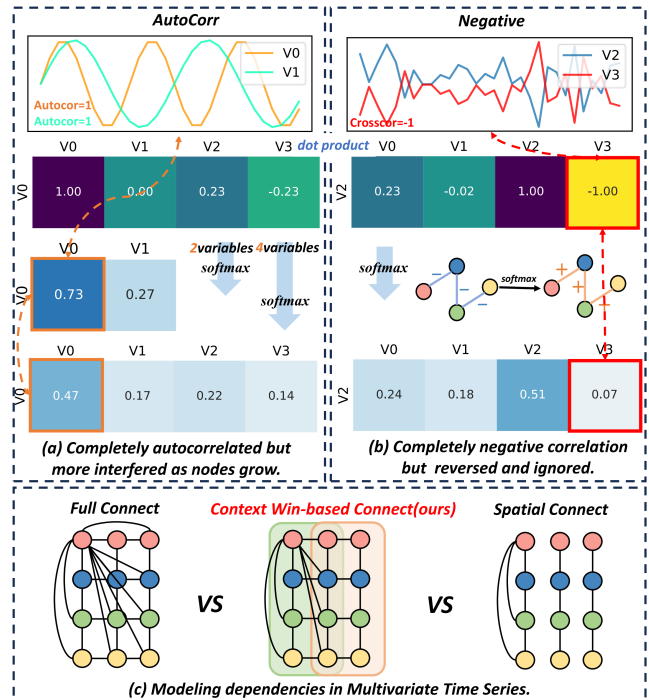 AutoCorr
V0
V1
Autocor=1
Autocor=1
V0 V1 V2 V3
dot product
V0
1.00 0.00 0.23 -0.23
2variables 4variables
softmax
softmax
V0 V1
V0
0.73 0.27
V0 V1 V2 V3
V0
0.47 0.17 0.22 0.14
(a) Completely autocorrelated but
more interfered as nodes grow.
Negative
V2
V3
Crosscor=-1
V0 V1 V2 V3
V2
0.23 -0.02 1.00 -1.00
softmax
− − −
softmax
+ + +
V0 V1 V2 V3
V2
0.24 0.18 0.51 0.07
(b) Completely negative correlation
but reversed and ignored.
Full Connect
Context Win-based Connect(ours)
Spatial Connect
VS
VS
(c) Modeling dependencies in Multivariate Time Series.